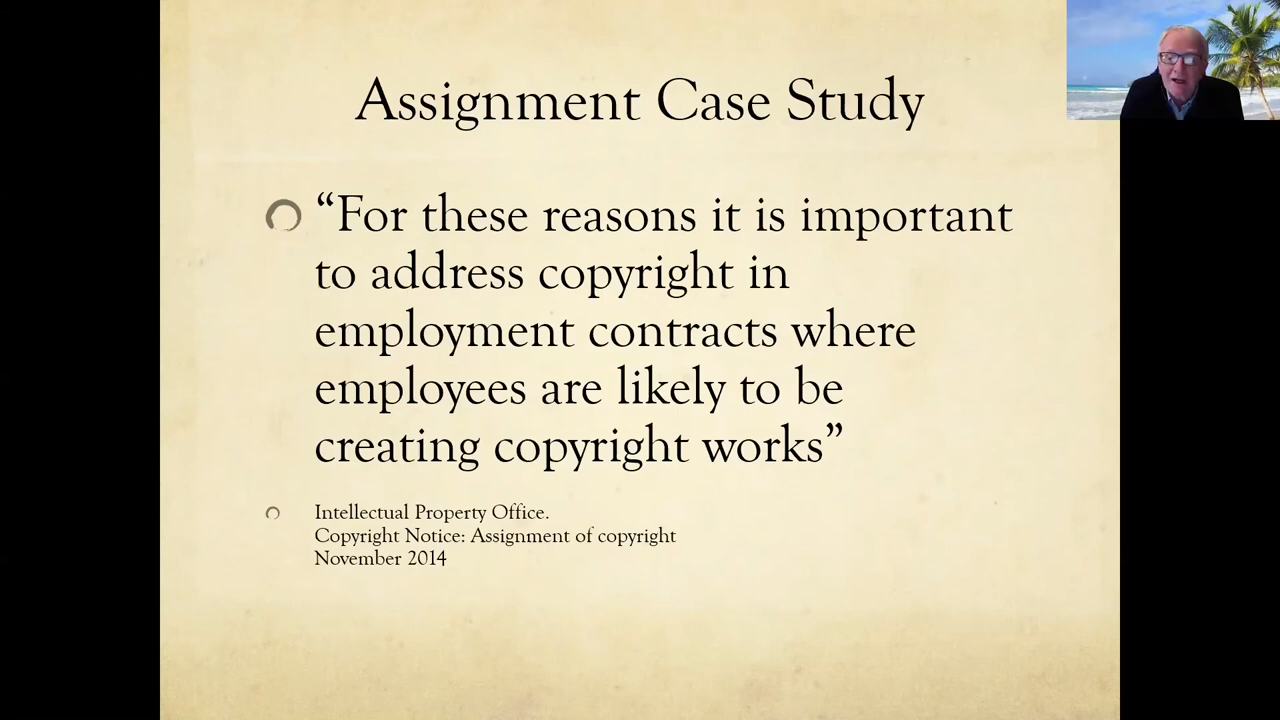 Assignment Case Study
“For these reasons it is important
to address copyright in
employment contracts where
employees are likely to be
creating copyright works”
Intellectual Property Office.
Copyright Notice: Assignment of copyright
November 2014